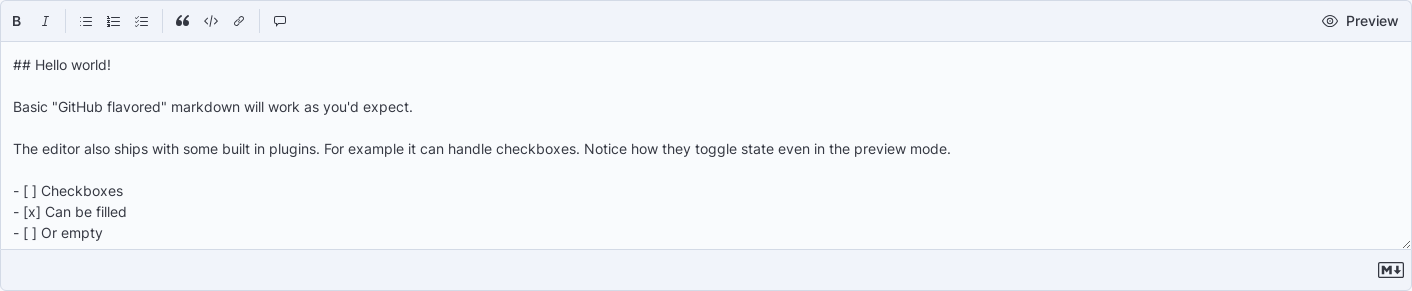 B I Preview
## Hello world!
Basic "GitHub flavored" markdown will work as you'd expect.
The editor also ships with some built in plugins. For example it can handle checkboxes. Notice how they toggle state even in the preview mode.
- [ ] Checkboxes
- [x] Can be filled
- [ ] Or empty
M